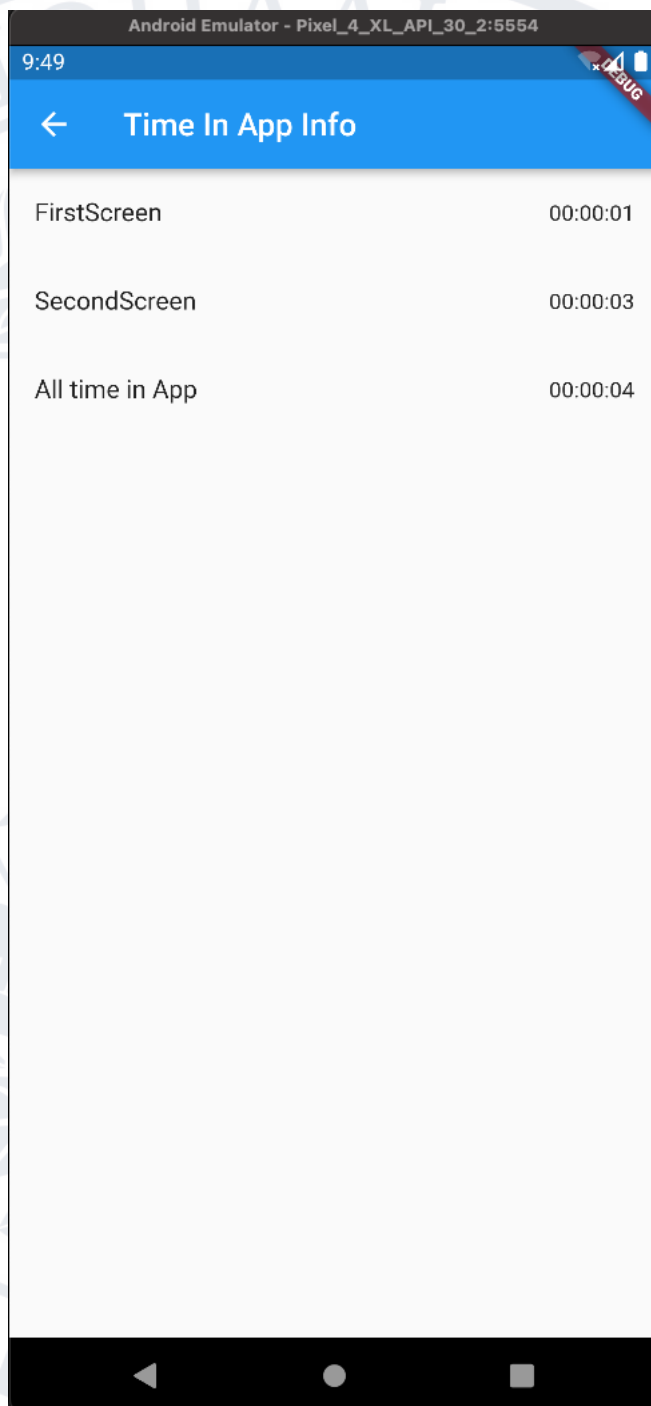 Android Emulator - Pixel_4_XL_API_30_2:5554
9:49
DEBUG
Time In App Info
FirstScreen 00:00:01
SecondScreen 00:00:03
All time in App 00:00:04